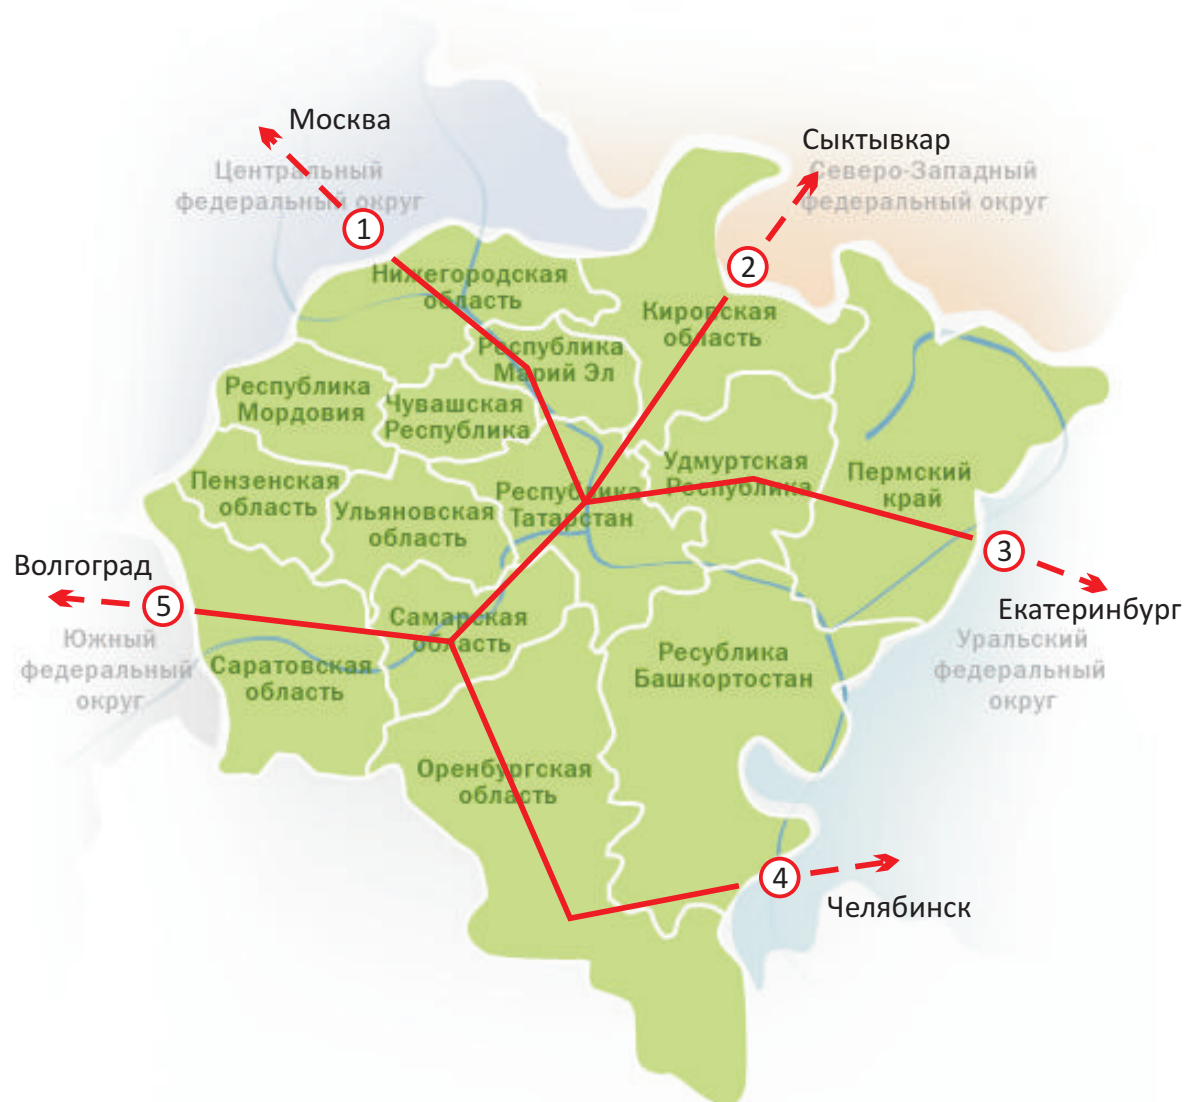 Москва
Сыктывкар
Центральный
федеральный округ
Северо-Западный
федеральный округ
1
2
Нижегородская
область
Кировская
область
Республика
Марий Эл
Республика
Мордовия
Чувашская
Республика
Удмуртская
Республика
Пермский
край
Пензенская
область
Республика
Татарстан
Ульяновская
область
3
Волгоград
5
Екатеринбург
Самарская
область
Южный
федеральный
округ
Саратовская
область
Ресублика
Башкортостан
Уральский
федеральный
округ
Оренбургская
область
4
Челябинск